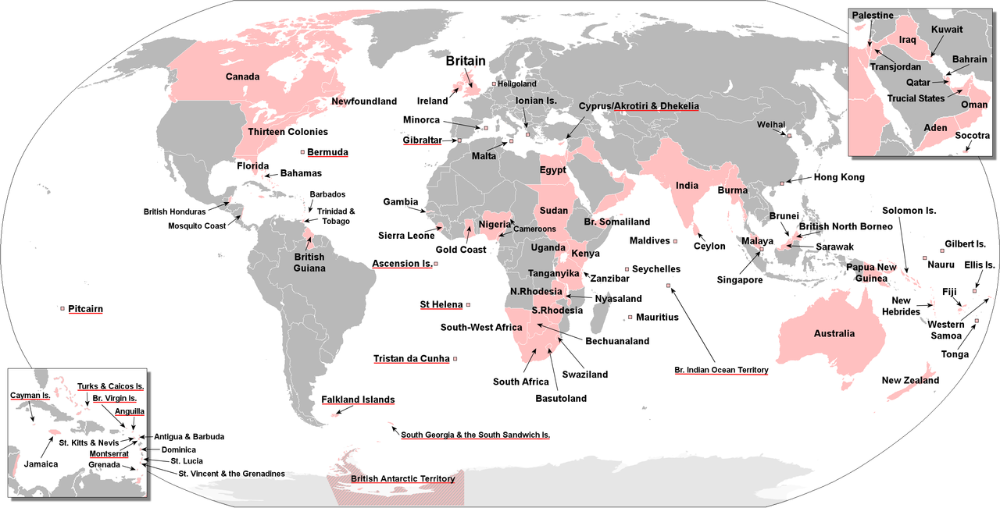 Palestine
Iraq
Kuwait
Transjordan
Bahrain
Qatar
Trucial States
Oman
Aden
Socotra
Canada
Newfoundland
Thirteen Colonies
Bermuda
Florida
Bahamas
British Honduras
Mosquito Coast
Barbados
Trinidad &
Tobago
British
Guiana
Britain
Heligoland
Ireland
Ionian Is.
Minorca
Gibraltar
Malta
Cyprus/Akrotiri & Dhekelia
Weihai
Hong Kong
Egypt
India
Burma
Sudan
Gambia
Sierra Leone
Gold Coast
Nigeria
Cameroons
Br. Somaliland
Maldives
Ceylon
Brunei
British North Borneo
Malaya
Sarawak
Singapore
Solomon Is.
Gilbert Is.
Nauru
Ellis Is.
Papua New
Guinea
Uganda
Kenya
Ascension Is.
Tanganyika
Zanzibar
Seychelles
N.Rhodesia
Nyasaland
St Helena
S.Rhodesia
Mauritius
Pitcairn
South-West Africa
Bechuanaland
Fiji
New
Hebrides
Western
Samoa
Tonga
Australia
Tristan da Cunha
Swaziland
Br. Indian Ocean Territory
South Africa
Basutoland
New Zealand
Falkland Islands
South Georgia & the South Sandwich Is.
British Antarctic Territory
Turks & Caicos Is.
Cayman Is.
Br. Virgin Is.
Anguilla
Antigua & Barbuda
St. Kitts & Nevis
Montserrat
Dominica
Jamaica
Grenada
St. Lucia
St. Vincent & the Grenadines